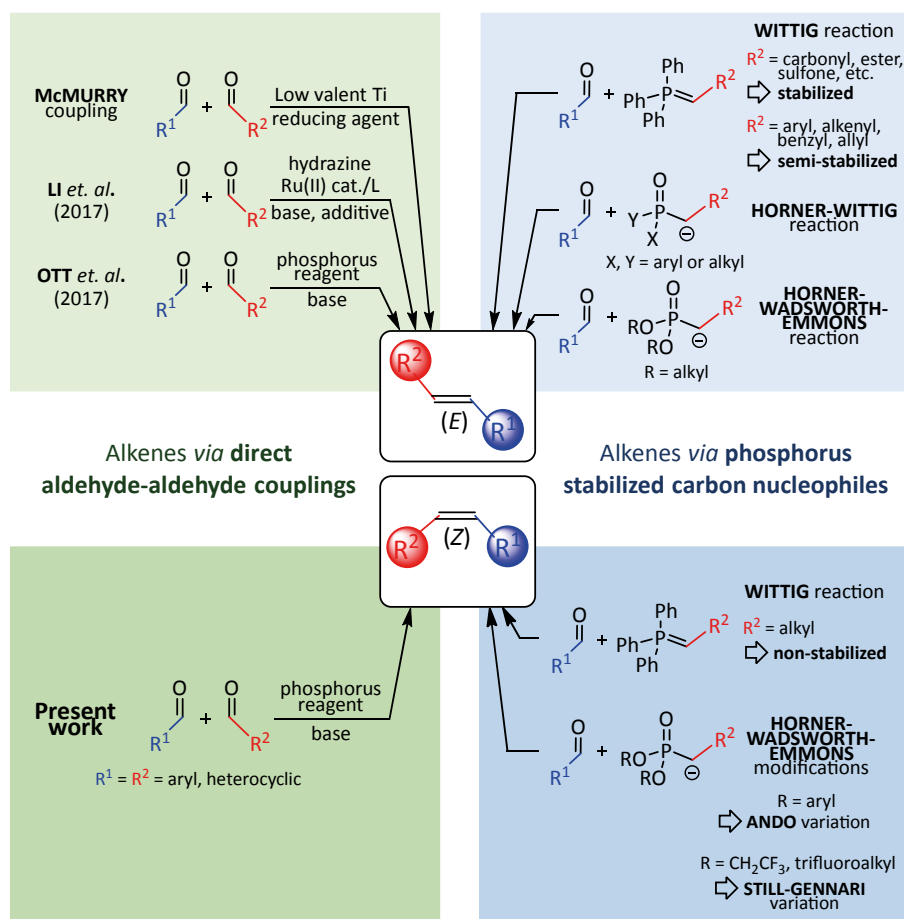 McMURRY
coupling
O
R¹
+
O
R²
Low valent Ti
reducing agent
LI et. al.
(2017)
O
R¹
+
O
R²
hydrazine
Ru(II) cat./L
base, additive
OTT et. al.
(2017)
O
R¹
+
O
R²
phosphorus
reagent
base
WITTIG reaction
O
R¹
+
Ph
Ph
P
Ph
R²
R² = carbonyl, ester,
sulfone, etc.
stabilized
R² = aryl, alkenyl,
benzyl, allyl
semi-stabilized
O
R¹
+
O
Y
P
X
⊖
R²
X, Y = aryl or alkyl
HORNER-WITTIG
reaction
O
R¹
+
O
RO
P
RO
⊖
R²
R = alkyl
HORNER-
WADSWORTH-
EMMONS
reaction
R²
(E)
R¹
Alkenes via direct
aldehyde-aldehyde couplings
Alkenes via phosphorus
stabilized carbon nucleophiles
R²
(Z)
R¹
Present
work
O
R¹
+
O
R²
phosphorus
reagent
base
R¹ = R² = aryl, heterocyclic
WITTIG reaction
O
R¹
+
Ph
Ph
P
Ph
R²
R² = alkyl
non-stabilized
O
R¹
+
O
RO
P
RO
⊖
R²
HORNER-
WADSWORTH-
EMMONS
modifications
R = aryl
ANDO variation
R = CH₂CF₃, trifluoroalkyl
STILL-GENNARI
variation